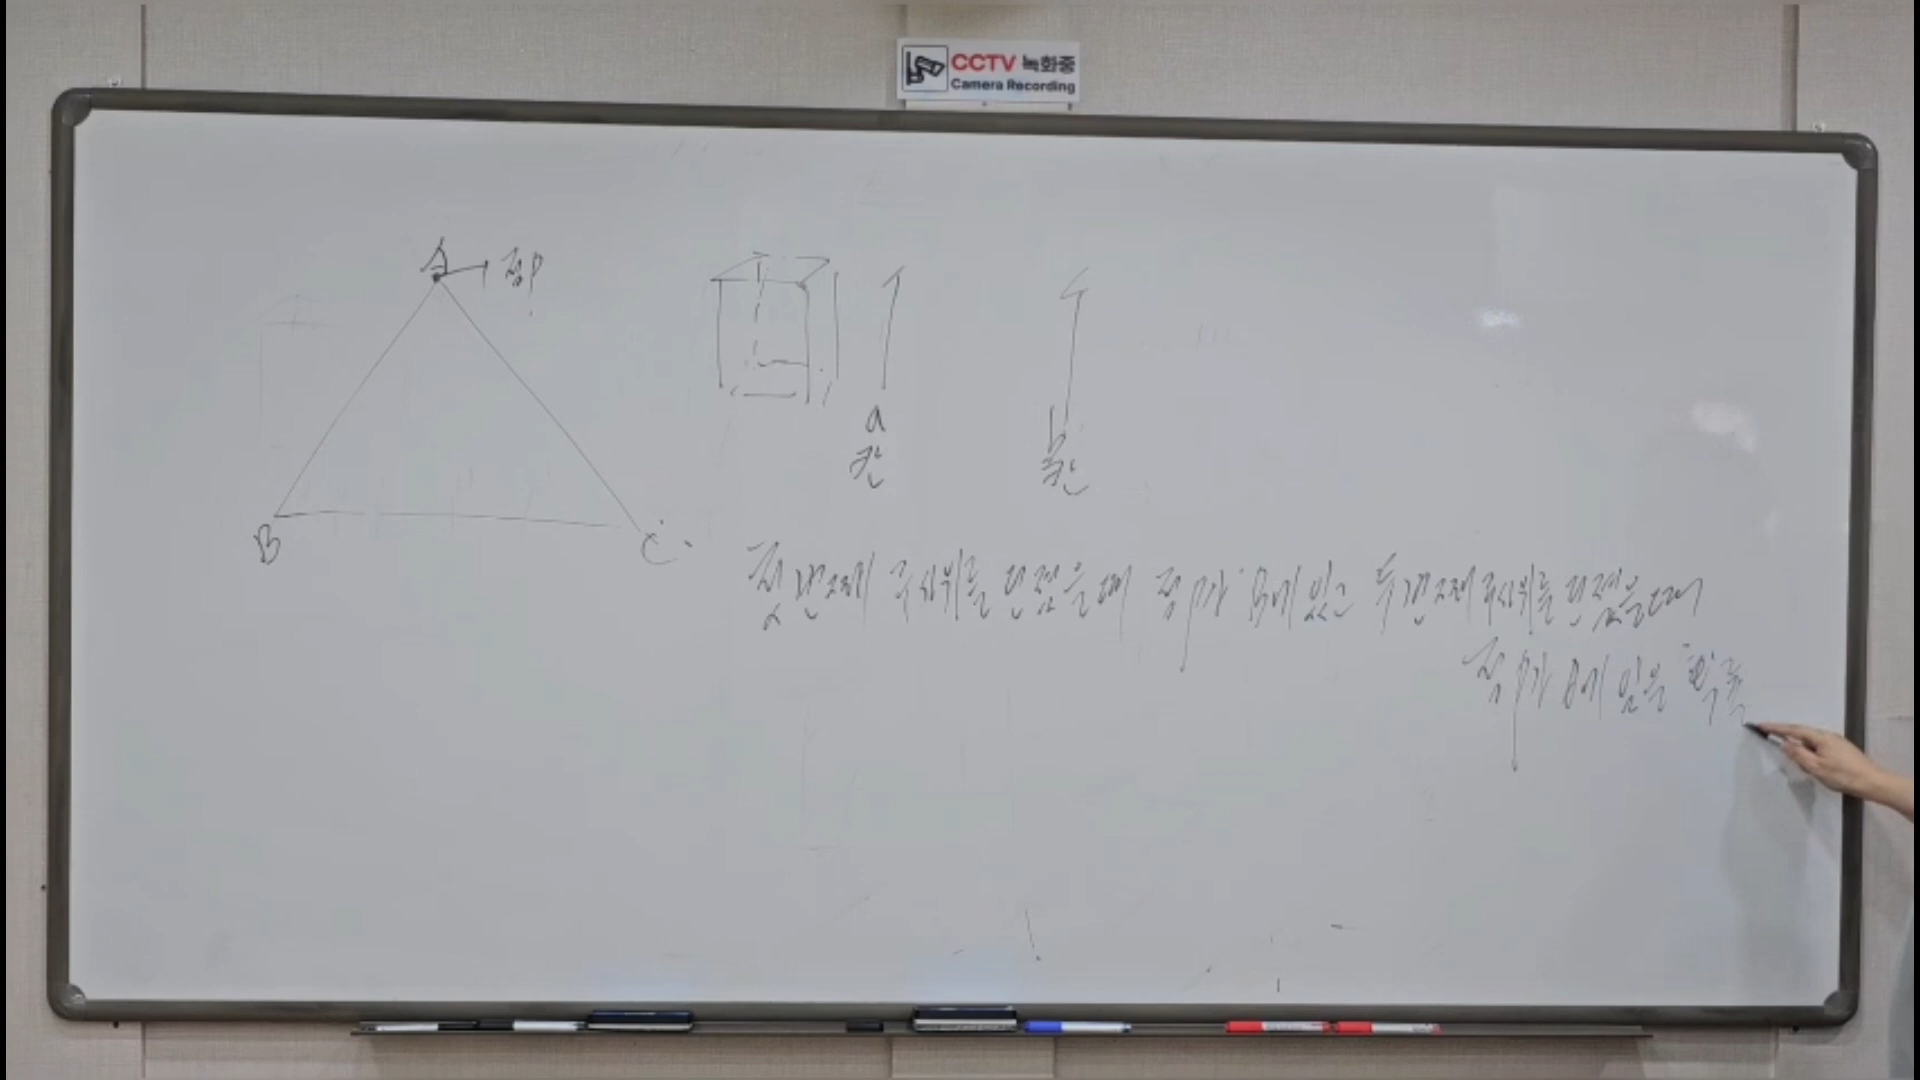 CCTV 녹화중
Camera Recording
A 점P
B
C
a
칸
b
칸
첫번째 주사위를 던졌을때 점P가 B에 있고 두번째 주사위를 던졌을때
점P가 B에 있을 확률